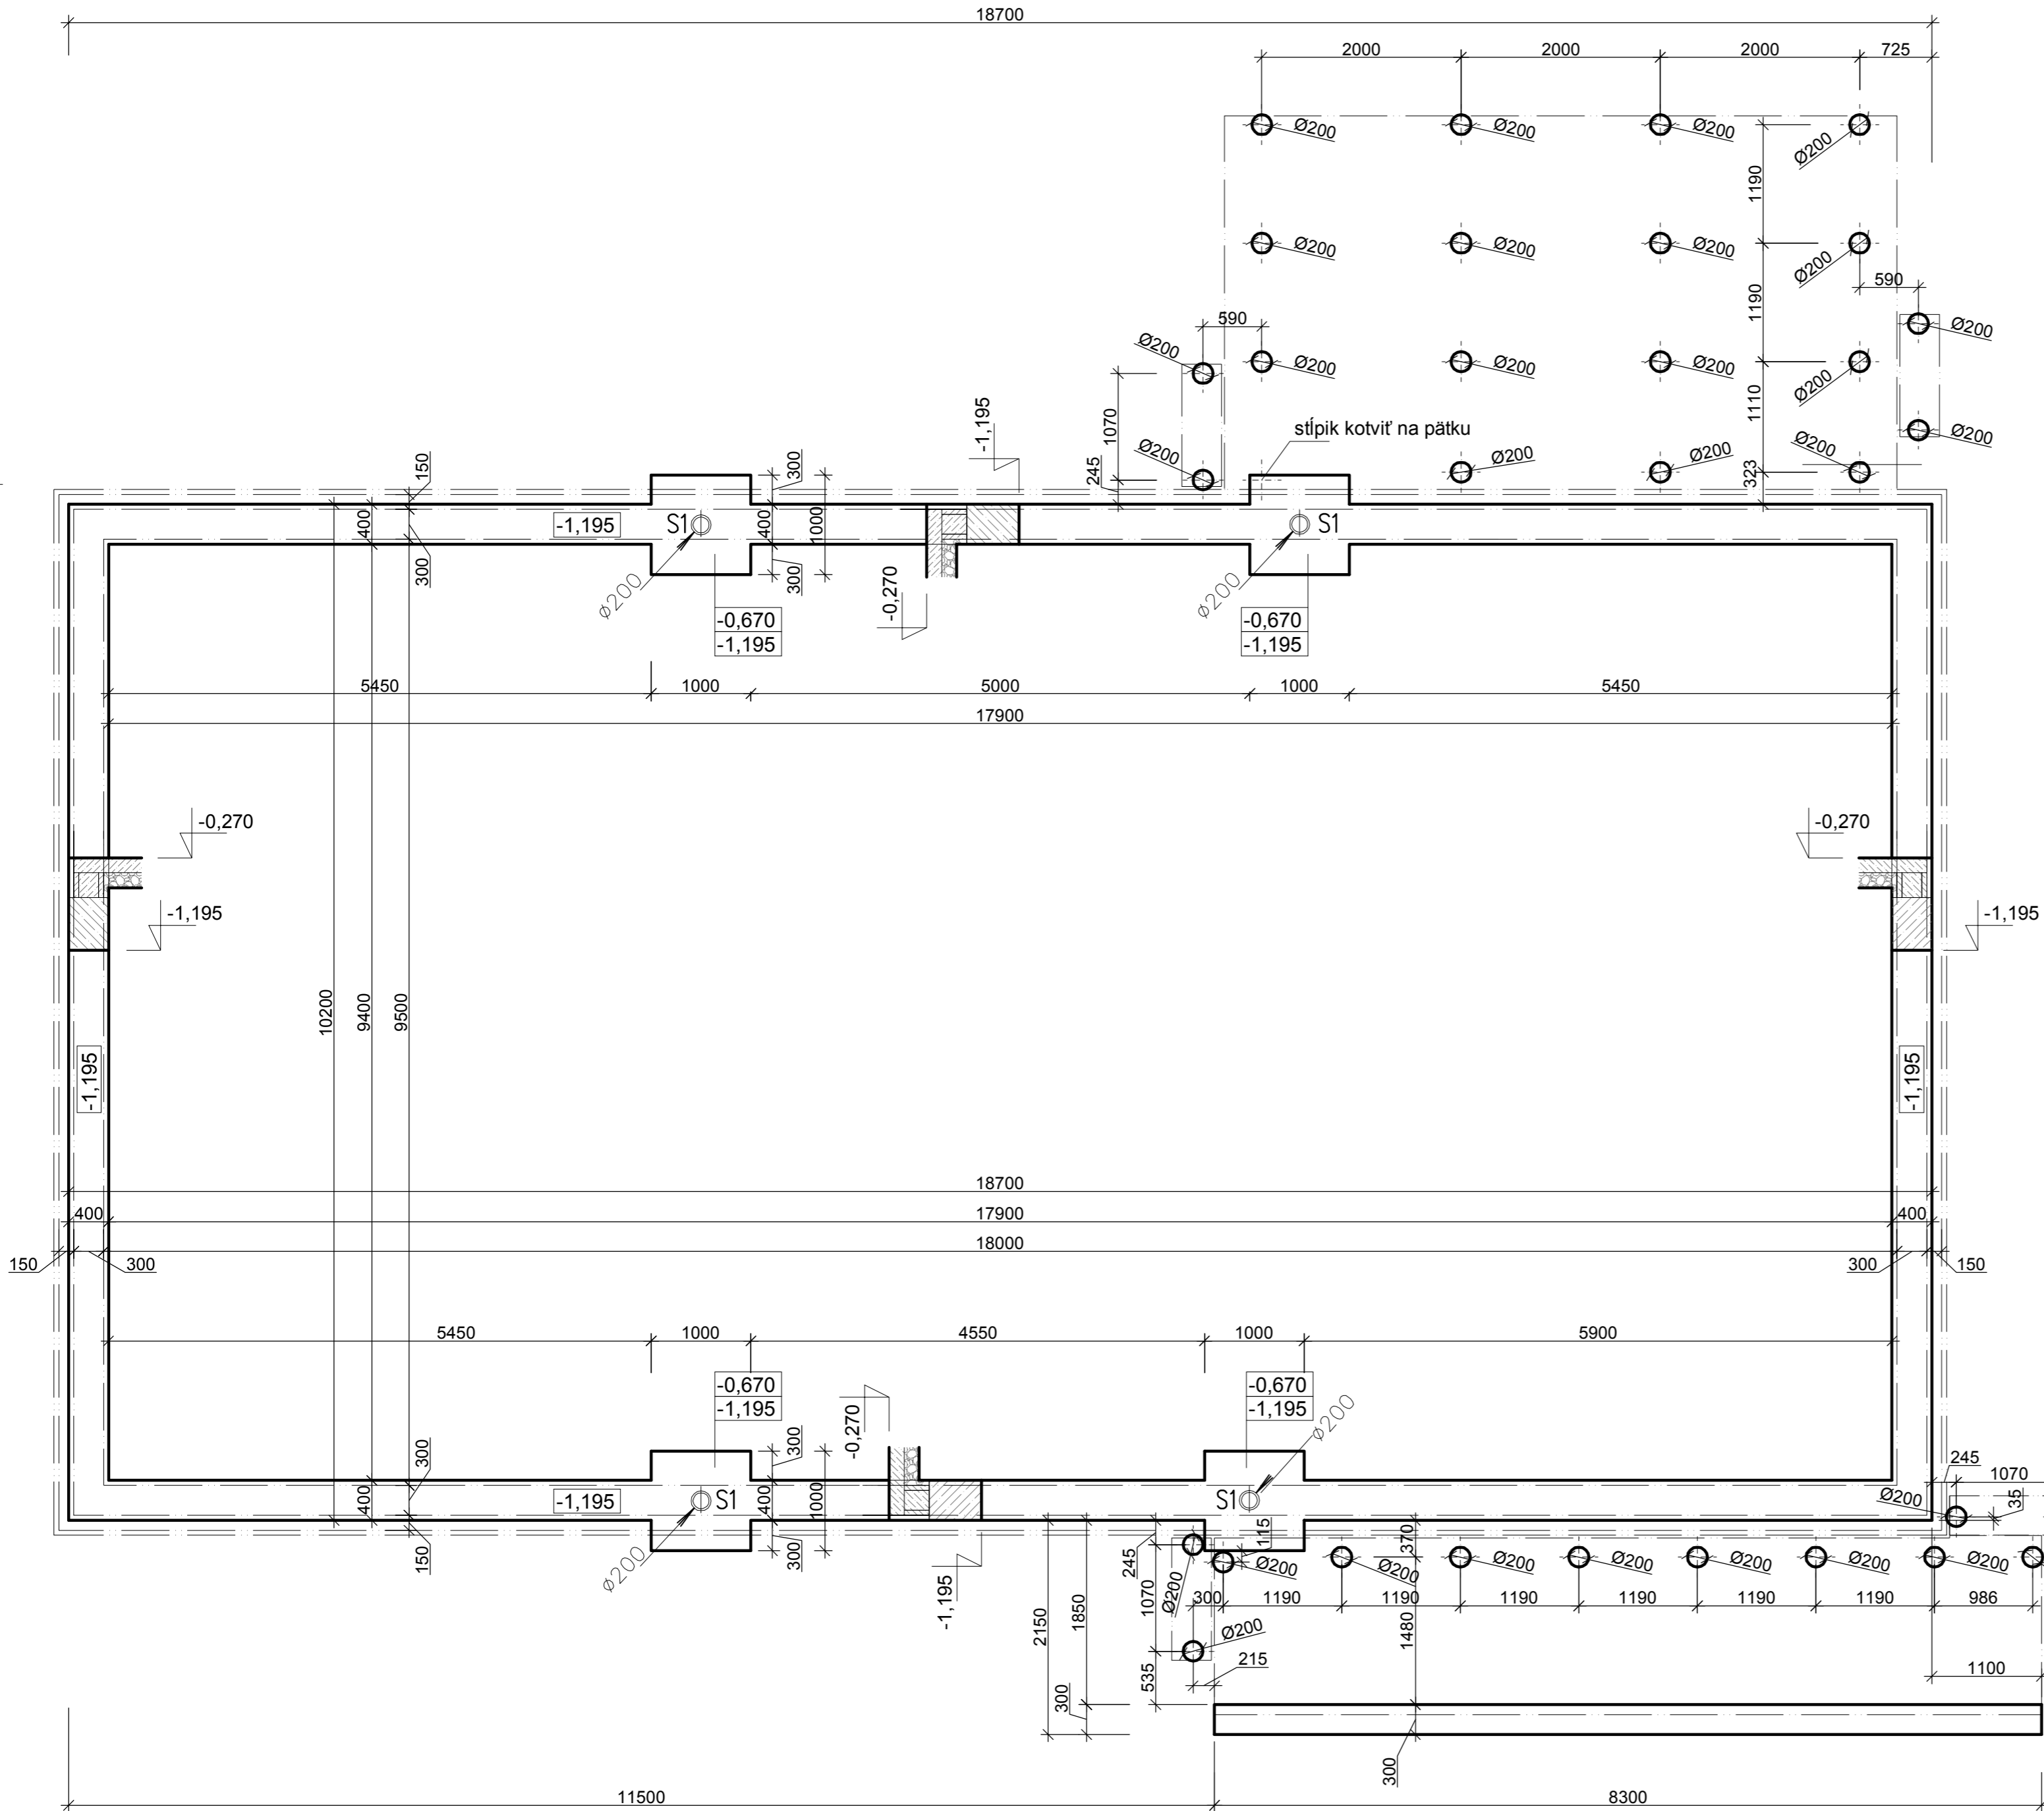 18700
2000 2000 2000 725
Ø200 Ø200 Ø200 Ø200
1190
Ø200 Ø200 Ø200 Ø200
590
1190
590
Ø200
Ø200
Ø200 Ø200 Ø200 Ø200
1070
-1,195
1110
stĺpik kotviť na pätku
Ø200
Ø200
Ø200 Ø200 Ø200
150
300
245
323
400
-1,195
S1
400
1000
S1
300
300
ø200
-0,270
ø200
-0,670
-1,195
-0,670
-1,195
5450 1000 5000 1000 5450
17900
-0,270
-0,270
-1,195
-1,195
10200
9400
9500
-1,195
-1,195
18700
400 17900 400
18000
150 300 300 150
5450 1000 4550 1000 5900
-0,670
-1,195
-0,270
-0,670
-1,195
ø200
300
300
245
1070
400
-1,195
S1
400
1000
S1
Ø200
35
150
ø200
300
-1,195
245
115
370
Ø200 Ø200 Ø200 Ø200 Ø200 Ø200 Ø200
1070
Ø200
300 1190 1190 1190 1190 1190 1190 986
2150
1850
1480
Ø200
535
215
1100
300
300
11500 8300